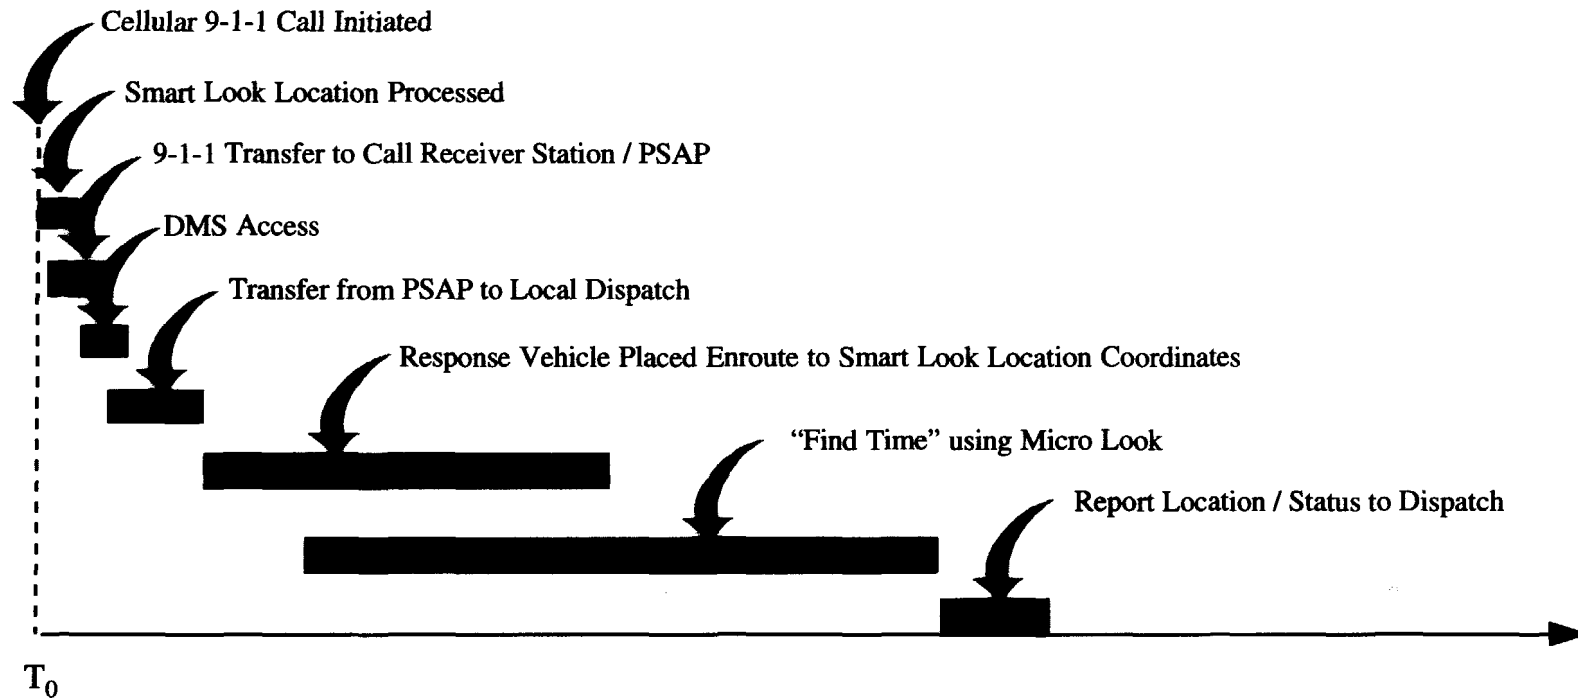 Cellular 9-1-1 Call Initiated
Smart Look Location Processed
9-1-1 Transfer to Call Receiver Station / PSAP
DMS Access
Transfer from PSAP to Local Dispatch
Response Vehicle Placed Enroute to Smart Look Location Coordinates
“Find Time” using Micro Look
Report Location / Status to Dispatch
T₀